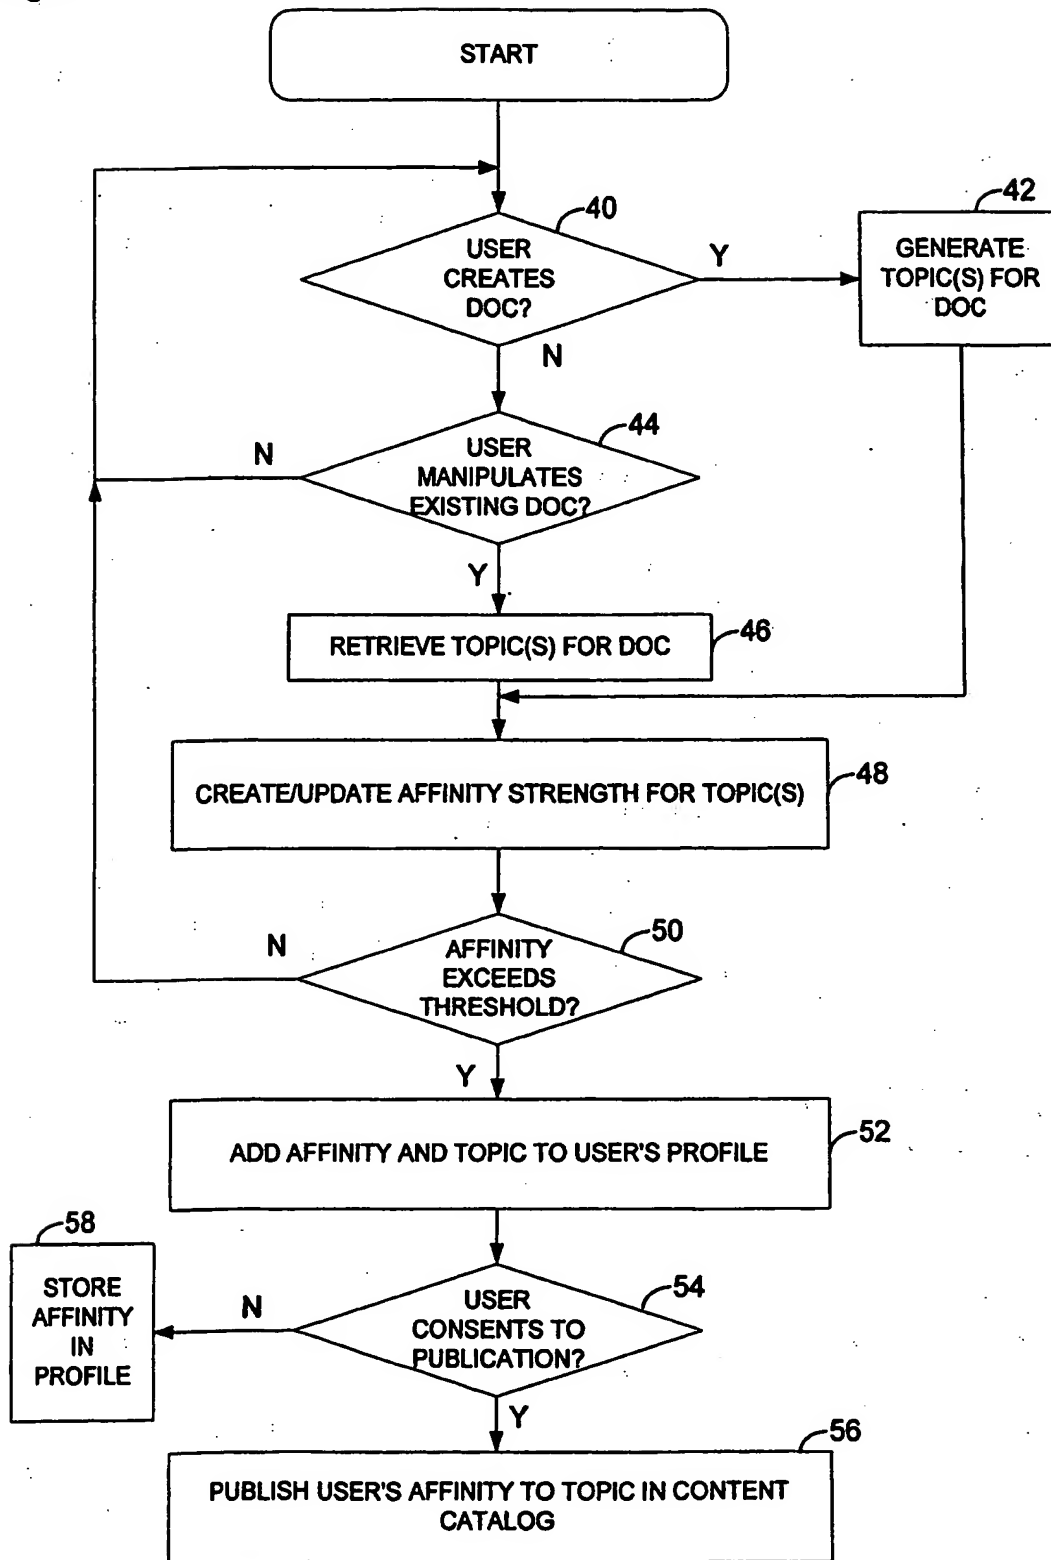 START
40
USER
CREATES
DOC?
Y
42
GENERATE
TOPIC(S) FOR
DOC
N
44
USER
MANIPULATES
EXISTING DOC?
N
Y
RETRIEVE TOPIC(S) FOR DOC
46
CREATE/UPDATE AFFINITY STRENGTH FOR TOPIC(S)
48
50
AFFINITY
EXCEEDS
THRESHOLD?
N
Y
ADD AFFINITY AND TOPIC TO USER'S PROFILE
52
58
STORE
AFFINITY
IN
PROFILE
N
54
USER
CONSENTS TO
PUBLICATION?
Y
56
PUBLISH USER'S AFFINITY TO TOPIC IN CONTENT
CATALOG